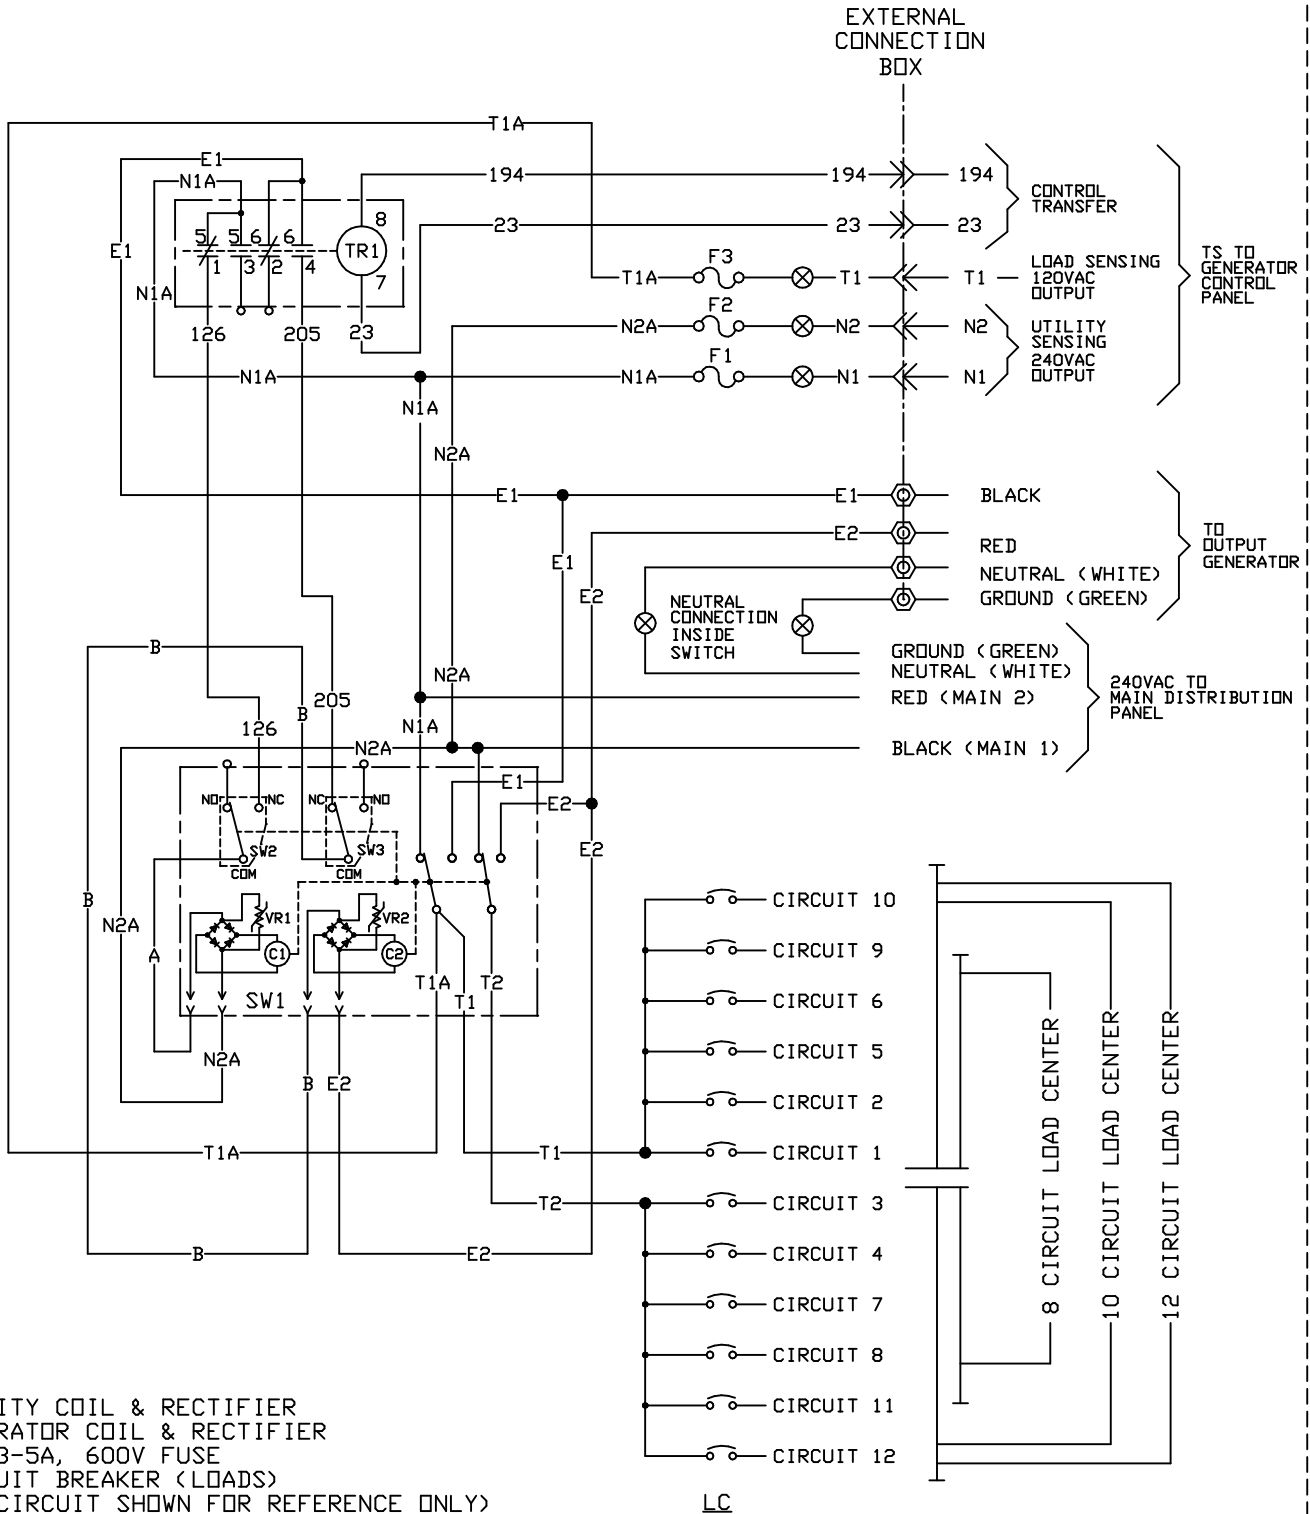 EXTERNAL
CONNECTION
BOX
T1A
E1
N1A
194
194
194
CONTROL
TRANSFER
8
23
23
23
5
5
6
6
TR1
E1
1
3
2
4
7
N1A
F3
T1A
T1
T1
LOAD SENSING
120VAC
OUTPUT
TS TO
GENERATOR
CONTROL
PANEL
126
205
23
F2
N2A
N2
N2
UTILITY
SENSING
240VAC
OUTPUT
F1
N1A
N1A
N1
N1
N1A
N2A
E1
E1
BLACK
E2
RED
TO
OUTPUT
GENERATOR
E1
NEUTRAL (WHITE)
E2
GROUND (GREEN)
NEUTRAL
CONNECTION
INSIDE
SWITCH
B
GROUND (GREEN)
NEUTRAL (WHITE)
RED (MAIN 2)
240VAC TO
MAIN DISTRIBUTION
PANEL
N2A
205
B
126
N1A
N2A
BLACK (MAIN 1)
E1
NO
NC
NC
NO
E2
SW2
SW3
COM
COM
E2
B
N2A
A
VR1
VR2
C1
C2
T1A
T2
SW1
T1
N2A
B
E2
T1A
T1
T2
B
E2
CIRCUIT 10
CIRCUIT 9
CIRCUIT 6
CIRCUIT 5
CIRCUIT 2
CIRCUIT 1
CIRCUIT 3
CIRCUIT 4
CIRCUIT 7
CIRCUIT 8
CIRCUIT 11
CIRCUIT 12
8 CIRCUIT LOAD CENTER
10 CIRCUIT LOAD CENTER
12 CIRCUIT LOAD CENTER
ITY COIL & RECTIFIER
RATOR COIL & RECTIFIER
3-5A, 600V FUSE
UIT BREAKER (LOADS)
CIRCUIT SHOWN FOR REFERENCE ONLY)
LC